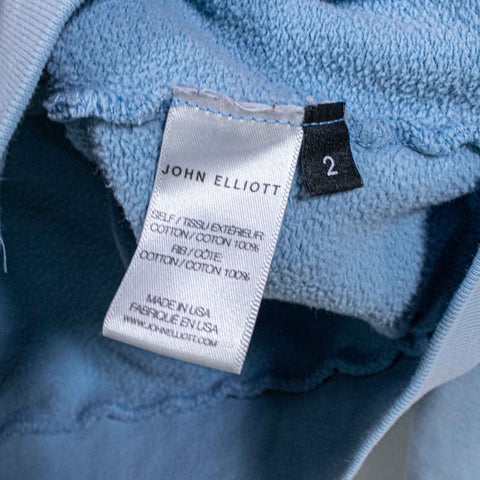 JOHN ELLIOTT
2
SELF / TISSU EXTÉRIEUR:
COTTON / COTON 100%
RIB / CÔTE:
COTTON / COTON 100%
MADE IN USA
FABRIQUÉ EN USA
WWW.JOHNELLIOTT.COM